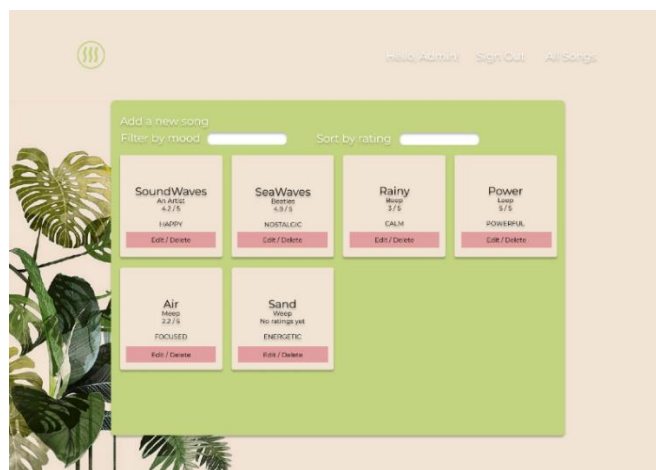 Hello, Admin! Sign Out All Songs
Add a new song
Filter by mood Sort by rating
SoundWaves
An Artist
4.2 / 5
HAPPY
Edit / Delete
SeaWaves
Beetles
4.9 / 5
NOSTALGIC
Edit / Delete
Rainy
Boop
3 / 5
CALM
Edit / Delete
Power
Loop
5 / 5
POWERFUL
Edit / Delete
Air
Meep
2.2 / 5
FOCUSED
Edit / Delete
Sand
Weep
No ratings yet
ENERGETIC
Edit / Delete